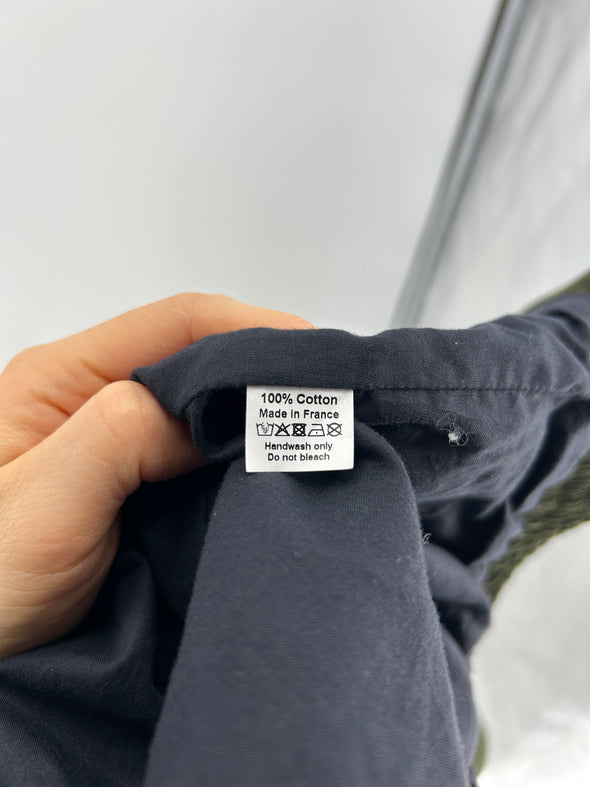 100% Cotton
Made in France
Handwash only
Do not bleach